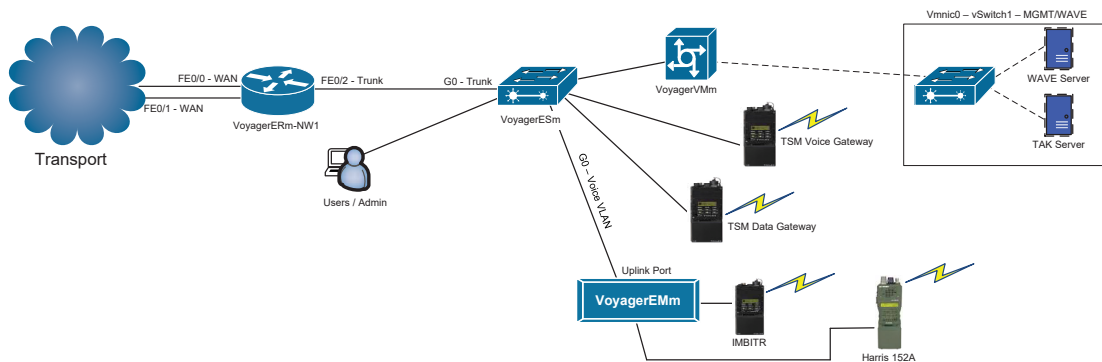 Vmnic0 – vSwitch1 – MGMT/WAVE
FE0/0 - WAN
FE0/2 - Trunk
G0 - Trunk
FE0/1 - WAN
VoyagerERm-NW1
VoyagerESm
VoyagerVMm
WAVE Server
TAK Server
Transport
Users / Admin
TSM Voice Gateway
G0 – Voice VLAN
TSM Data Gateway
Uplink Port
VoyagerEMm
IMBITR
Harris 152A